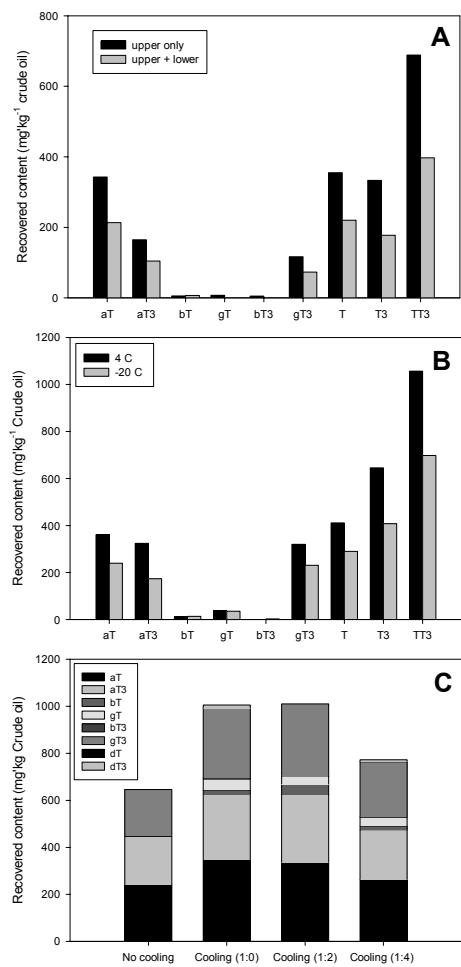 A
upper only
upper + lower
Recovered content (mg'kg-1 crude oil)
800
600
400
200
0
aT aT3 bT gT bT3 gT3 T T3 TT3
B
4 C
-20 C
Recovered content (mg'kg-1 Crude oil)
1200
1000
800
600
400
200
0
aT aT3 bT gT bT3 gT3 T T3 TT3
C
aT
aT3
bT
gT
bT3
gT3
dT
dT3
Recovered content (mg/kg Crude oil)
1200
1000
800
600
400
200
0
No cooling Cooling (1:0) Cooling (1:2) Cooling (1:4)